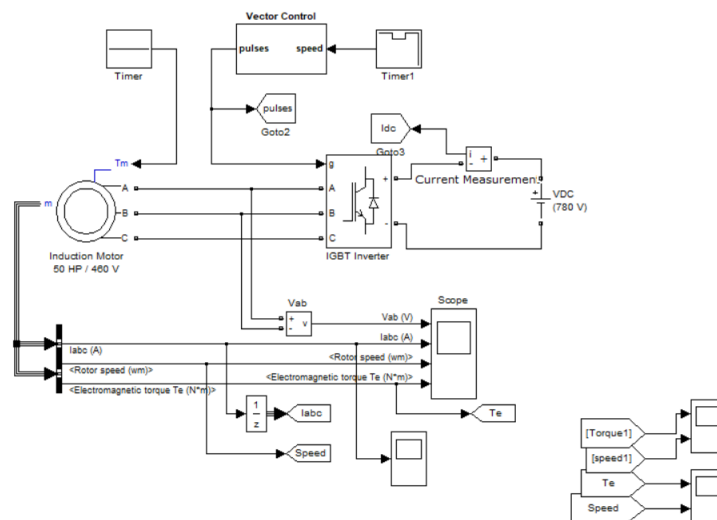 Vector Control
pulses
speed
Timer
Timer1
pulses
Goto2
Idc
Goto3
i
-
+
Current Measurement
Tm
g
m
A
A
+
B
B
VDC
+
(780 V)
C
C
-
Induction Motor
50 HP / 460 V
IGBT Inverter
Vab
Scope
+
-
v
Vab (V)
Iabc (A)
Iabc (A)
<Rotor speed (wm)>
<Rotor speed (wm)>
<Electromagnetic torque Te (N*m)>
<Electromagnetic torque Te (N*m)>
1
z
Iabc
Te
Speed
[Torque1]
[speed1]
Te
Speed